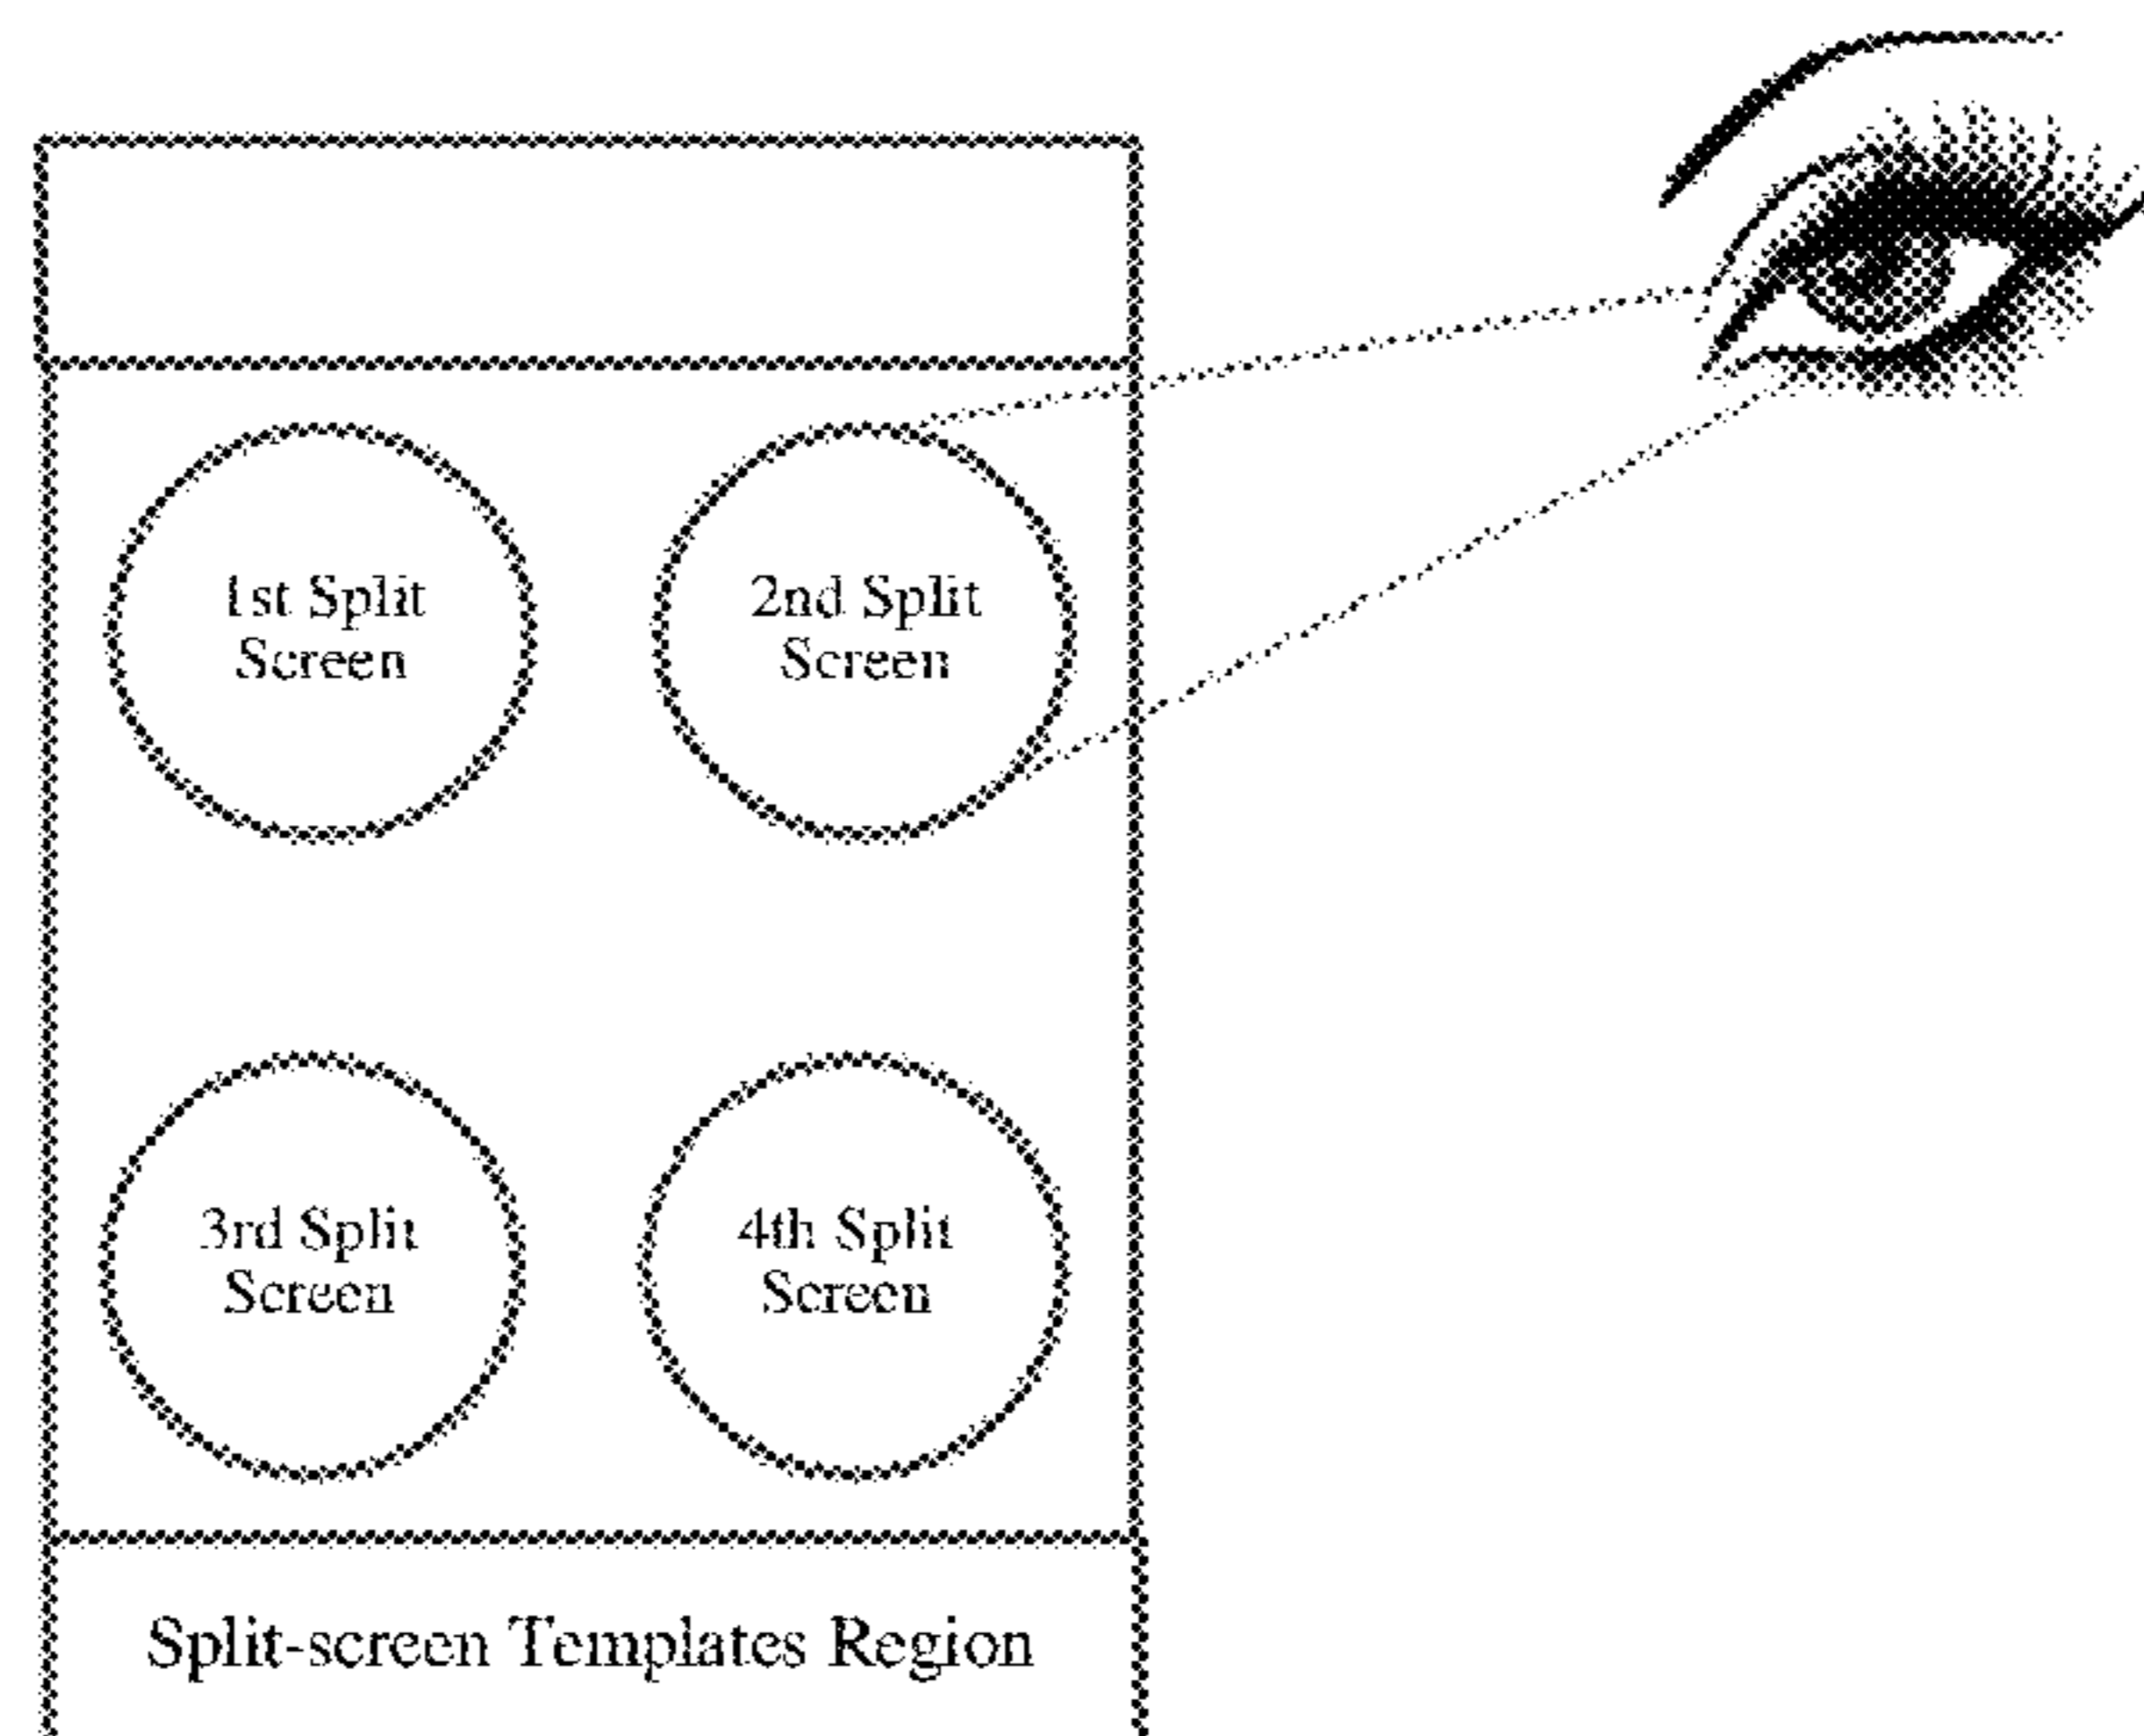 1st Split
Screen
2nd Split
Screen
3rd Split
Screen
4th Split
Screen
Split-screen Templates Region